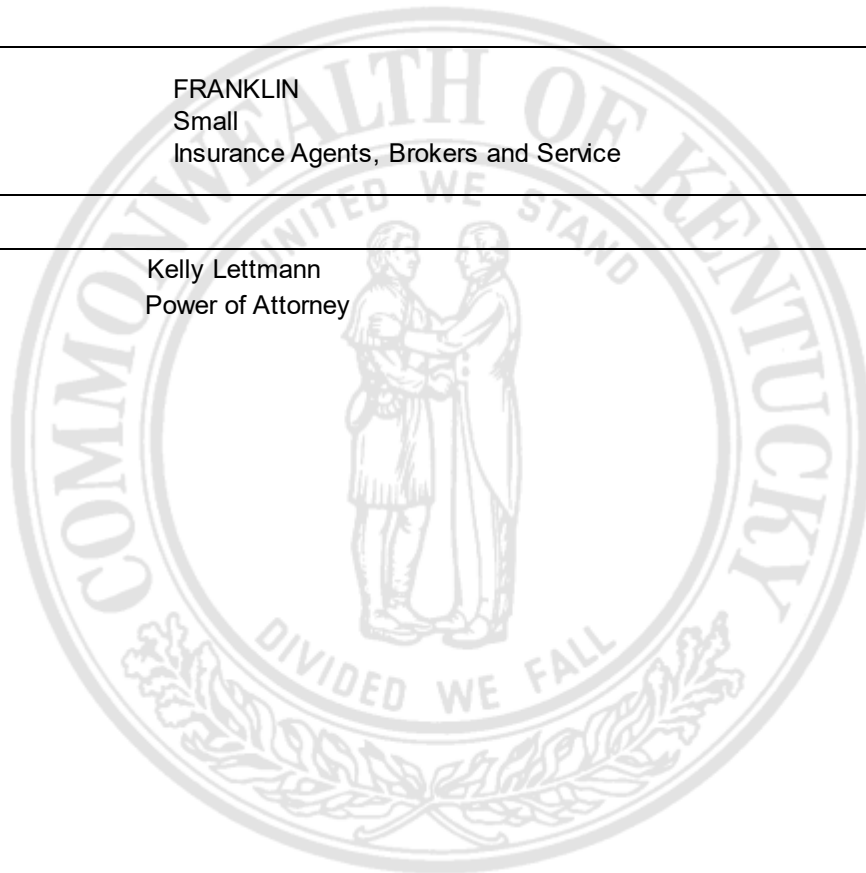 FRANKLIN
Small
Insurance Agents, Brokers and Service
Kelly Lettmann
Power of Attorney
COMMONWEALTH OF KENTUCKY
UNITED WE STAND
DIVIDED WE FALL